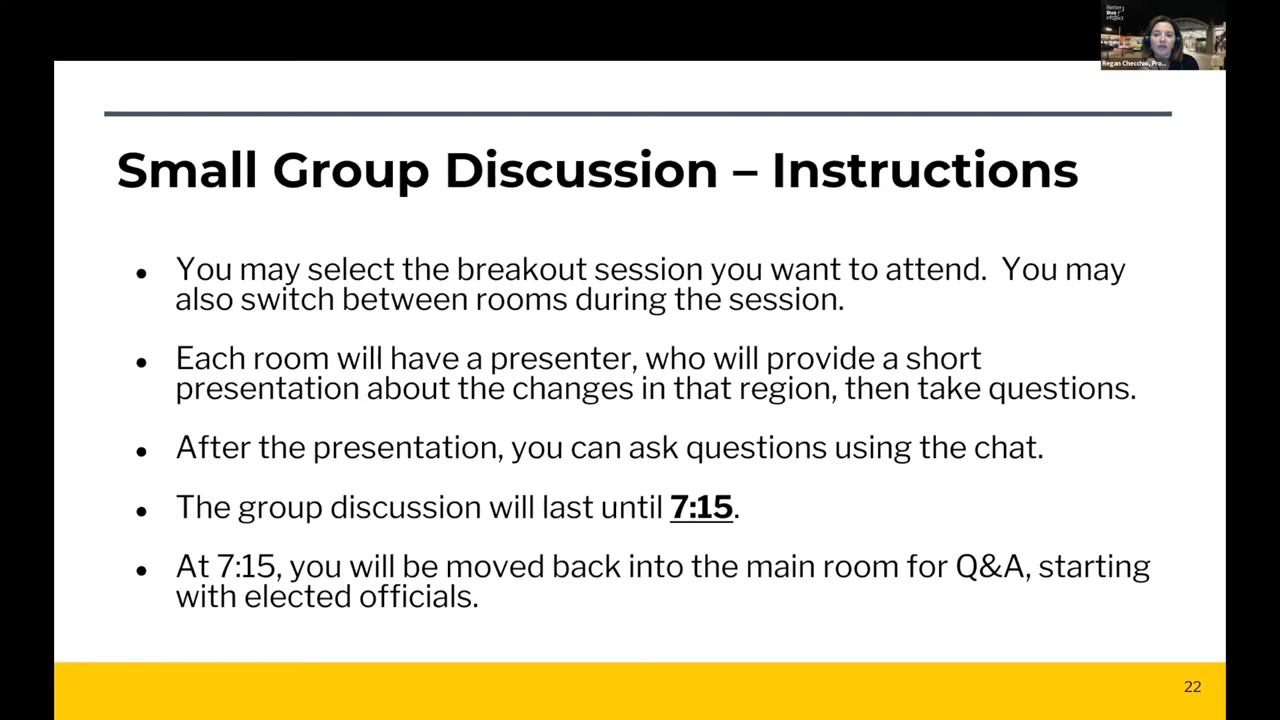 Better
Bus
Project
Regan Checchio, Pro...
Small Group Discussion – Instructions
● You may select the breakout session you want to attend.  You may
also switch between rooms during the session.
● Each room will have a presenter, who will provide a short
presentation about the changes in that region, then take questions.
● After the presentation, you can ask questions using the chat.
● The group discussion will last until 7:15.
● At 7:15, you will be moved back into the main room for Q&A, starting
with elected officials.
22